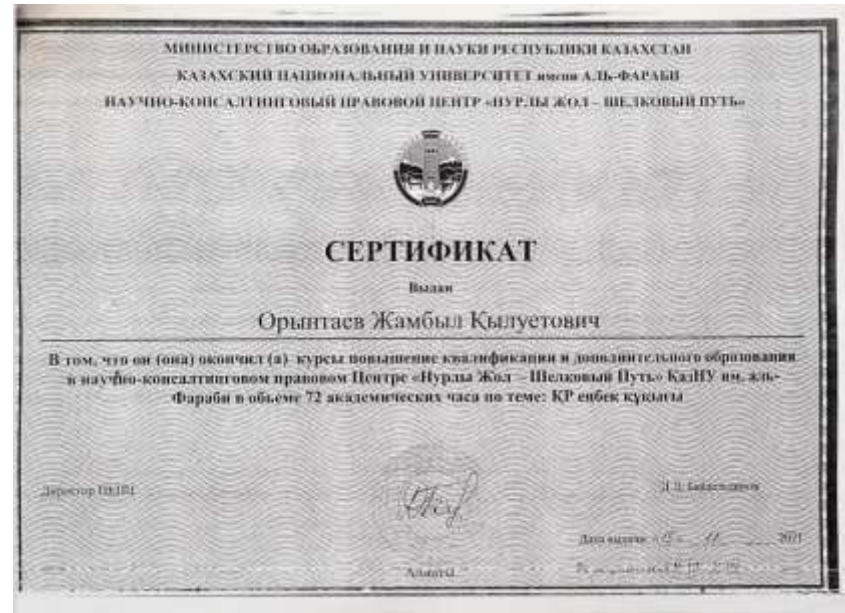 МИНИСТЕРСТВО ОБРАЗОВАНИЯ И НАУКИ РЕСПУБЛИКИ КАЗАХСТАН
КАЗАХСКИЙ НАЦИОНАЛЬНЫЙ УНИВЕРСИТЕТ имени АЛЬ-ФАРАБИ
НАУЧНО-КОНСАЛТИНГОВЫЙ ПРАВОВОЙ ЦЕНТР «НУРЛЫ ЖОЛ – ШЕЛКОВЫЙ ПУТЬ»
СЕРТИФИКАТ
Выдан
Орынтаев Жамбыл Қылуетович
В том, что он (она) окончил (а) курсы повышение квалификации и дополнительного образования
в научно-консалтинговом правовом Центре «Нурлы Жол – Шелковый Путь» КазНУ им. аль-
Фараби в объеме 72 академических часа по теме: ҚР еңбек құқығы
Директор
Дата выдачи 2021
Алматы